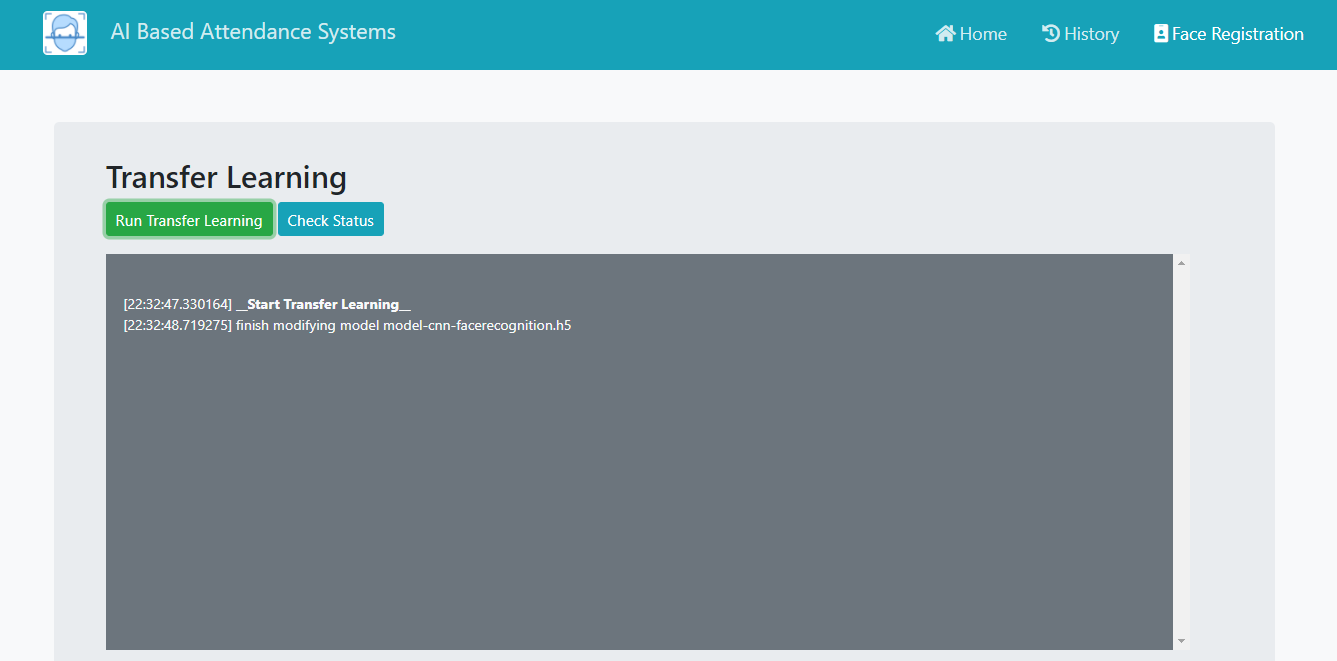 AI Based Attendance Systems
Home
History
Face Registration
Transfer Learning
Run Transfer Learning
Check Status
[22:32:47.330164] __Start Transfer Learning__
[22:32:48.719275] finish modifying model model-cnn-facerecognition.h5